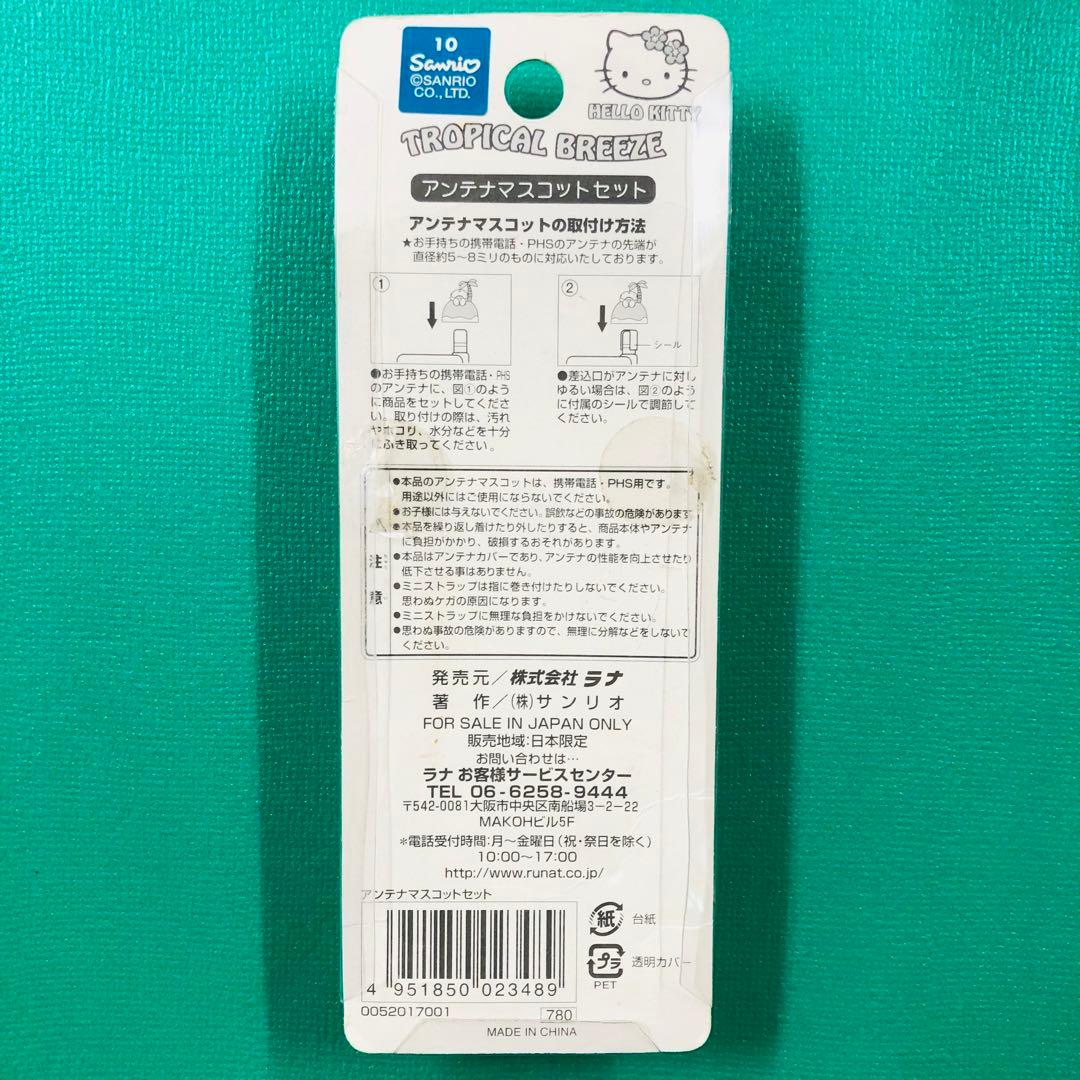 10
Sanrio
©SANRIO
CO., LTD.
HELLO KITTY
TROPICAL BREEZE
アンテナマスコットセット
アンテナマスコットの取付け方法
★お手持ちの携帯電話・PHSのアンテナの先端が
直径約5〜8ミリのものに対応いたしております。
①
②
シール
●お手持ちの携帯電話・PHS
のアンテナに、図①のよう
に商品をセットしてくださ
い。取り付けの際は、汚れ
やホコリ、水分などを十分
にふき取ってください。
●差込口がアンテナに対し
ゆるい場合は、図②のよう
に付属のシールで調節して
ください。
注意
●本品のアンテナマスコットは、携帯電話・PHS用です。
用途以外にはご使用にならないでください。
●お子様には与えないでください。誤飲などの事故の危険があります
●本品を繰り返し着けたり外したりすると、商品本体やアンテナ
に負担がかかり、破損するおそれがあります。
●本品はアンテナカバーであり、アンテナの性能を向上させたり
低下させる事はありません。
●ミニストラップは指に巻き付けたりしないでください。
思わぬケガの原因になります。
●ミニストラップに無理な負担をかけないでください。
●思わぬ事故の危険がありますので、無理に分解などをしないで
ください。
発売元／株式会社 ラナ
著 作／(株)サンリオ
FOR SALE IN JAPAN ONLY
販売地域:日本限定
お問い合わせは…
ラナ お客様サービスセンター
TEL 06-6258-9444
〒542-0081大阪市中央区南船場3-2-22
MAKOHビル5F
*電話受付時間:月〜金曜日(祝・祭日を除く)
10:00〜17:00
http://www.runat.co.jp/
アンテナマスコットセット
4 951850 023489
0052017001
780
紙
台紙
プラ
透明カバー
PET
MADE IN CHINA